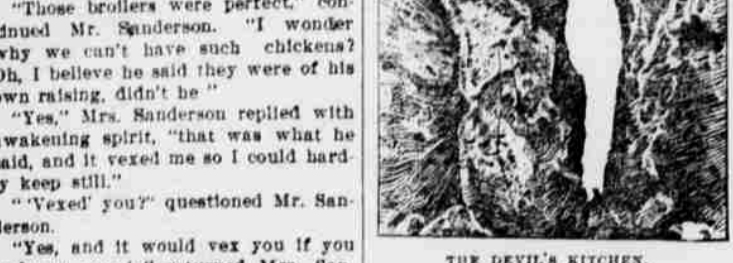 "Those broilers were perfect," con-
tinued Mr. Sanderson. "I wonder
why we can't have such chickens?
Oh, I believe he said they were of his
own raising, didn't he "
"Yes," Mrs. Sanderson replied with
awakening spirit, "that was what he
said, and it vexed me so I could hard-
ly keep still."
" 'Vexed' you?" questioned Mr. San-
derson.
"Yes, and it would vex you if you
THE DEVIL'S KITCHEN.